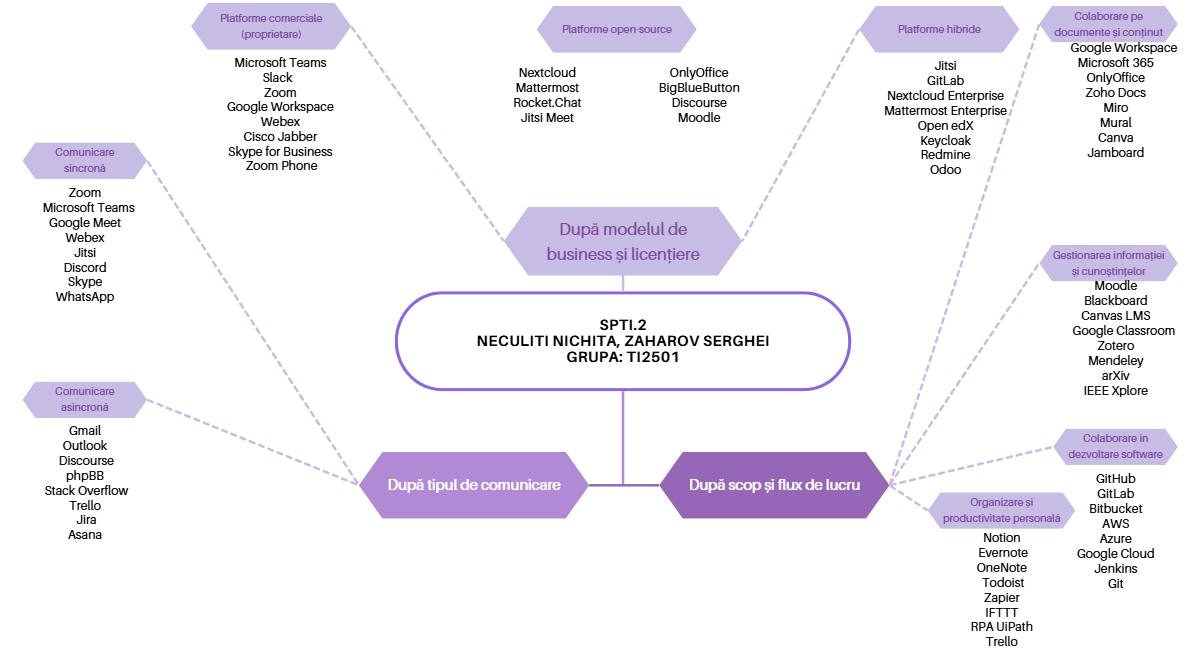 Platforme comerciale
(proprietare)
Microsoft Teams
Slack
Zoom
Google Workspace
Webex
Cisco Jabber
Skype for Business
Zoom Phone
Platforme open-source
Nextcloud
Mattermost
Rocket.Chat
Jitsi Meet
OnlyOffice
BigBlueButton
Discourse
Moodle
Platforme hibride
Jitsi
GitLab
Nextcloud Enterprise
Mattermost Enterprise
Open edX
Keycloak
Redmine
Odoo
Colaborare pe
documente și conținut
Google Workspace
Microsoft 365
OnlyOffice
Zoho Docs
Miro
Mural
Canva
Jamboard
Comunicare
sincronă
Zoom
Microsoft Teams
Google Meet
Webex
Jitsi
Discord
Skype
WhatsApp
După modelul de
business și licențiere
SPTI.2
NECULITI NICHITA, ZAHAROV SERGHEI
GRUPA: TI2501
Gestionarea informației
și cunoștințelor
Moodle
Blackboard
Canvas LMS
Google Classroom
Zotero
Mendeley
arXiv
IEEE Xplore
Comunicare
asincronă
Gmail
Outlook
Discourse
phpBB
Stack Overflow
Trello
Jira
Asana
După tipul de comunicare
După scop și flux de lucru
Colaborare în
dezvoltare software
GitHub
GitLab
Bitbucket
AWS
Azure
Google Cloud
Jenkins
Git
Organizare și
productivitate personală
Notion
Evernote
OneNote
Todoist
Zapier
IFTTT
RPA UiPath
Trello